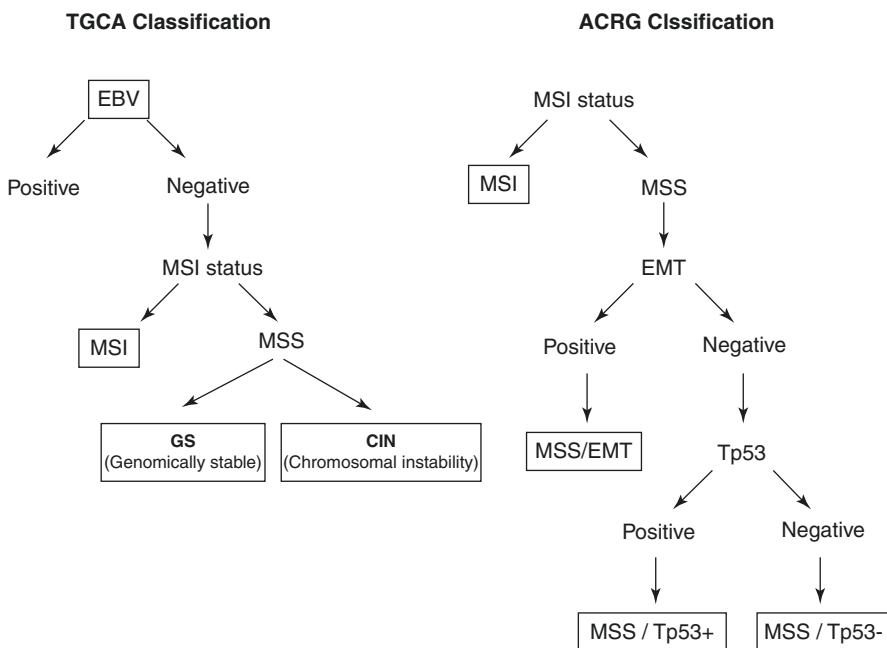 TGCA Classification
EBV
Positive
Negative
MSI status
MSI
MSS
GS
(Genomically stable)
CIN
(Chromosomal instability)
ACRG Clssification
MSI status
MSI
MSS
EMT
Positive
Negative
MSS/EMT
Tp53
Positive
Negative
MSS / Tp53+
MSS / Tp53-